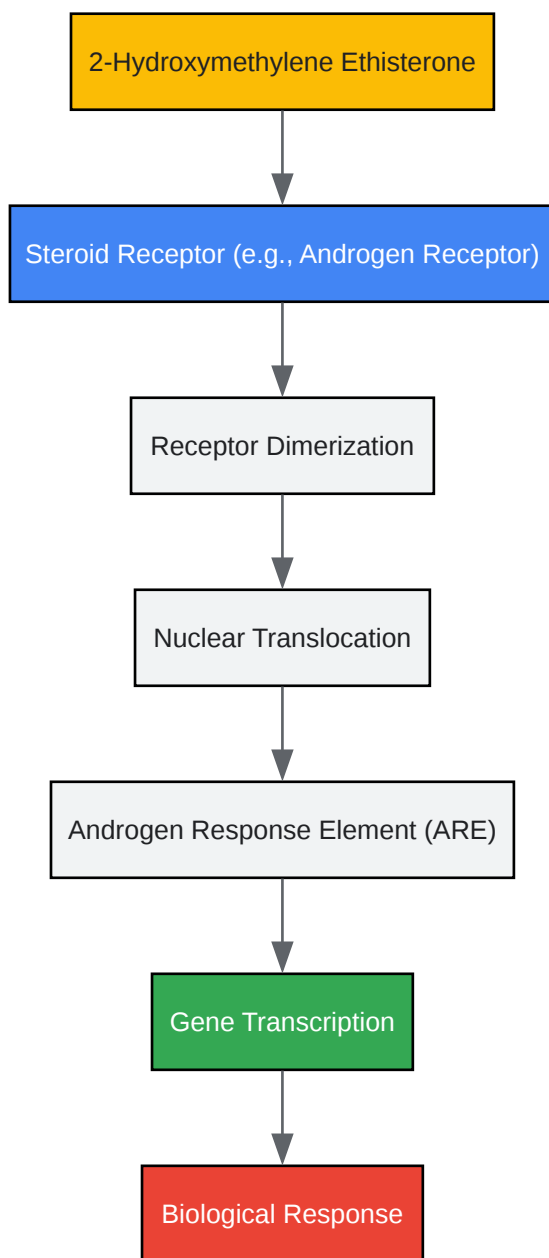 2-Hydroxymethylene Ethisterone
Steroid Receptor (e.g., Androgen Receptor)
Receptor Dimerization
Nuclear Translocation
Androgen Response Element (ARE)
Gene Transcription
Biological Response